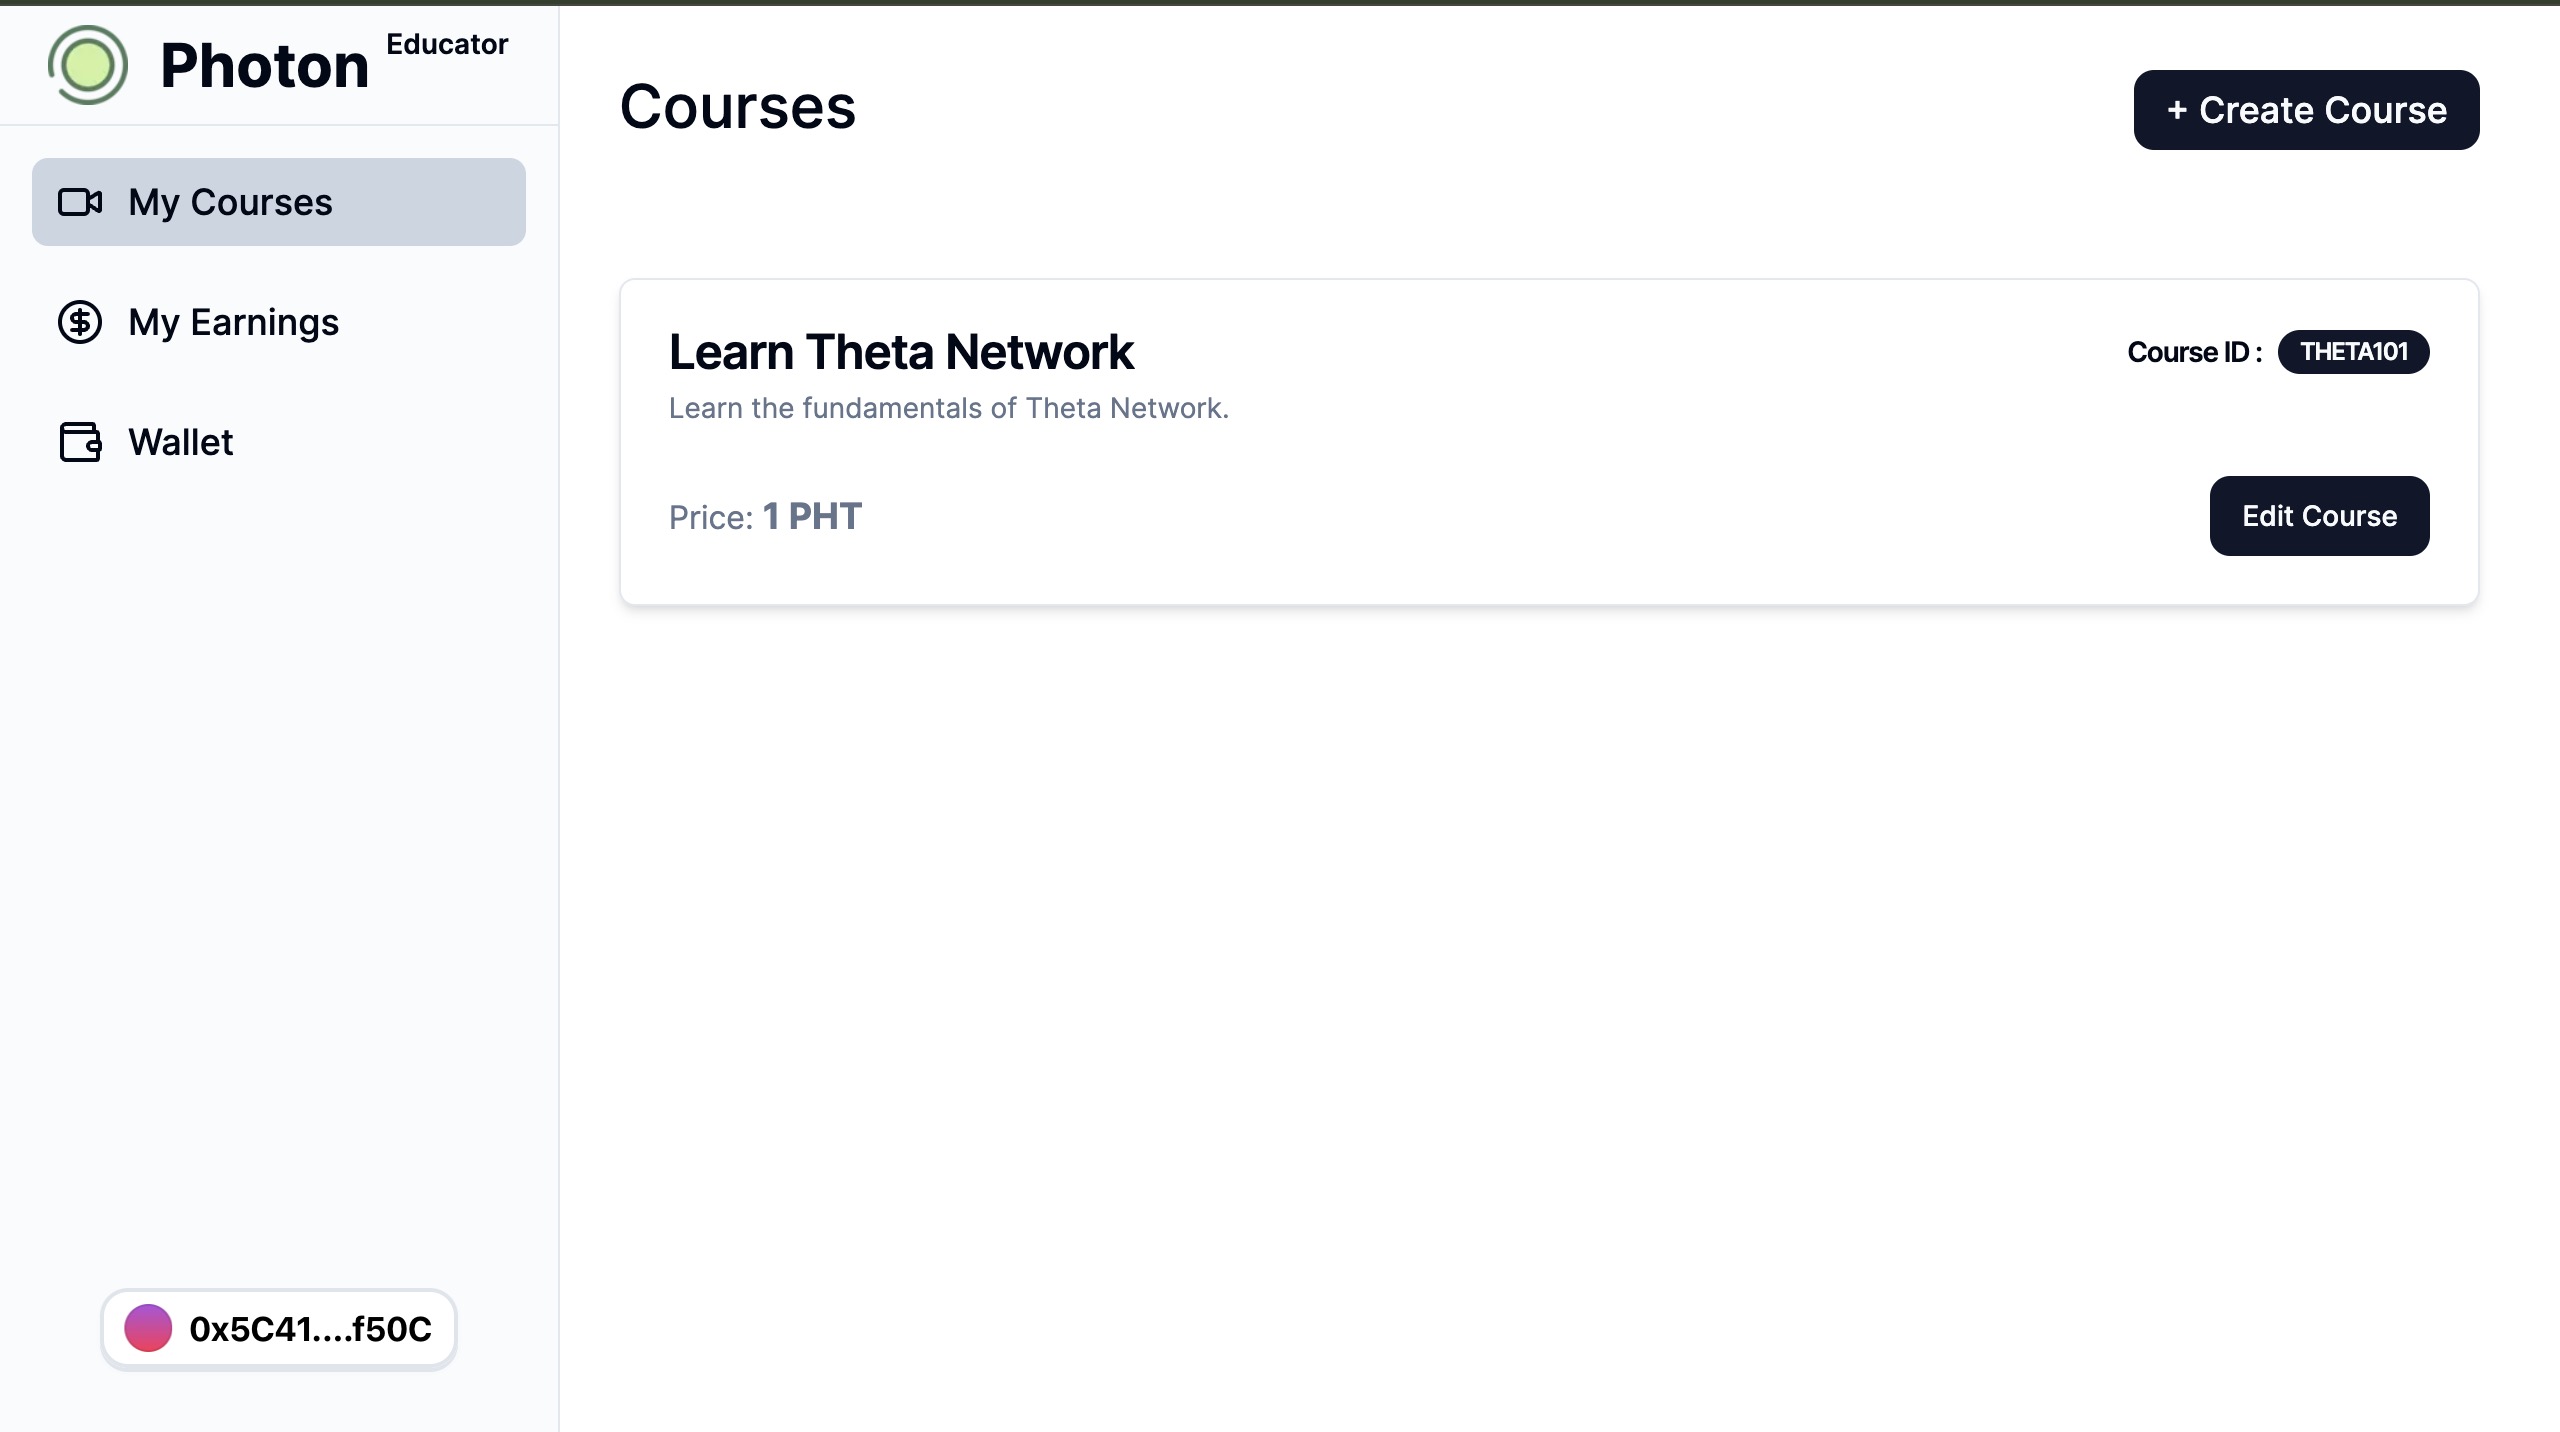 Photon Educator
My Courses
My Earnings
Wallet
0x5C41....f50C
Courses
+ Create Course
Learn Theta Network
Course ID : THETA101
Learn the fundamentals of Theta Network.
Price: 1 PHT
Edit Course